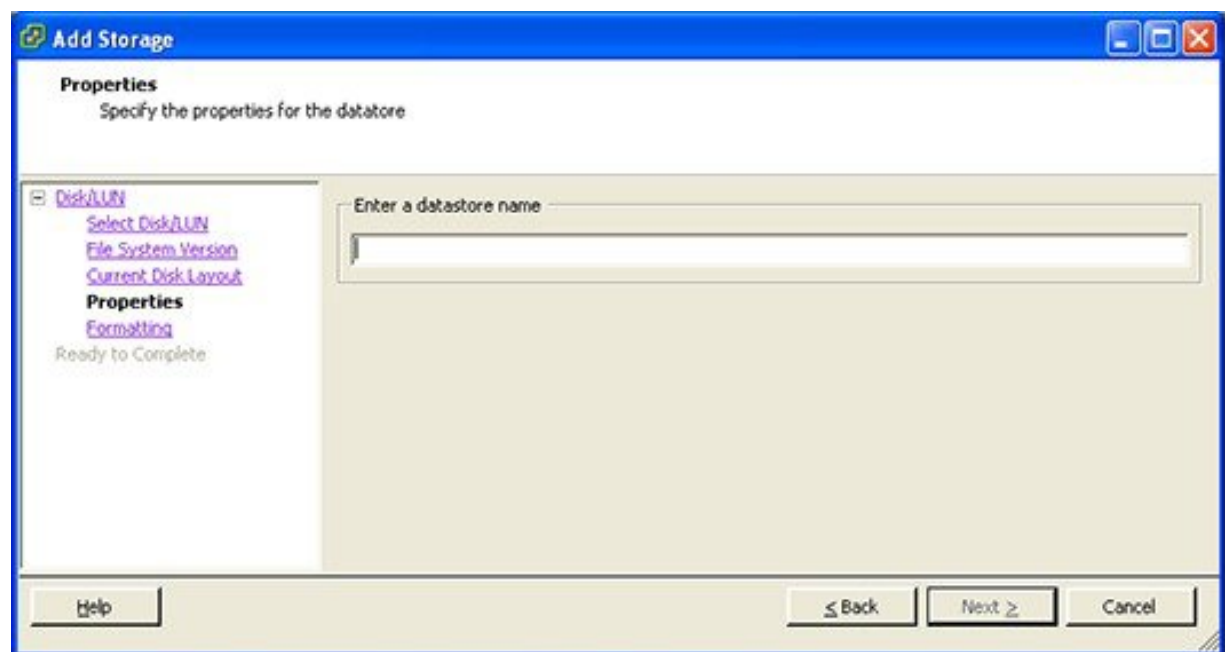 Add Storage
Properties
Specify the properties for the datatore
Disk/LUN
Select Disk/LUN
File System Version
Current Disk Layout
Properties
Formatting
Ready to Complete
Enter a datastore name
Help
< Back
Next >
Cancel